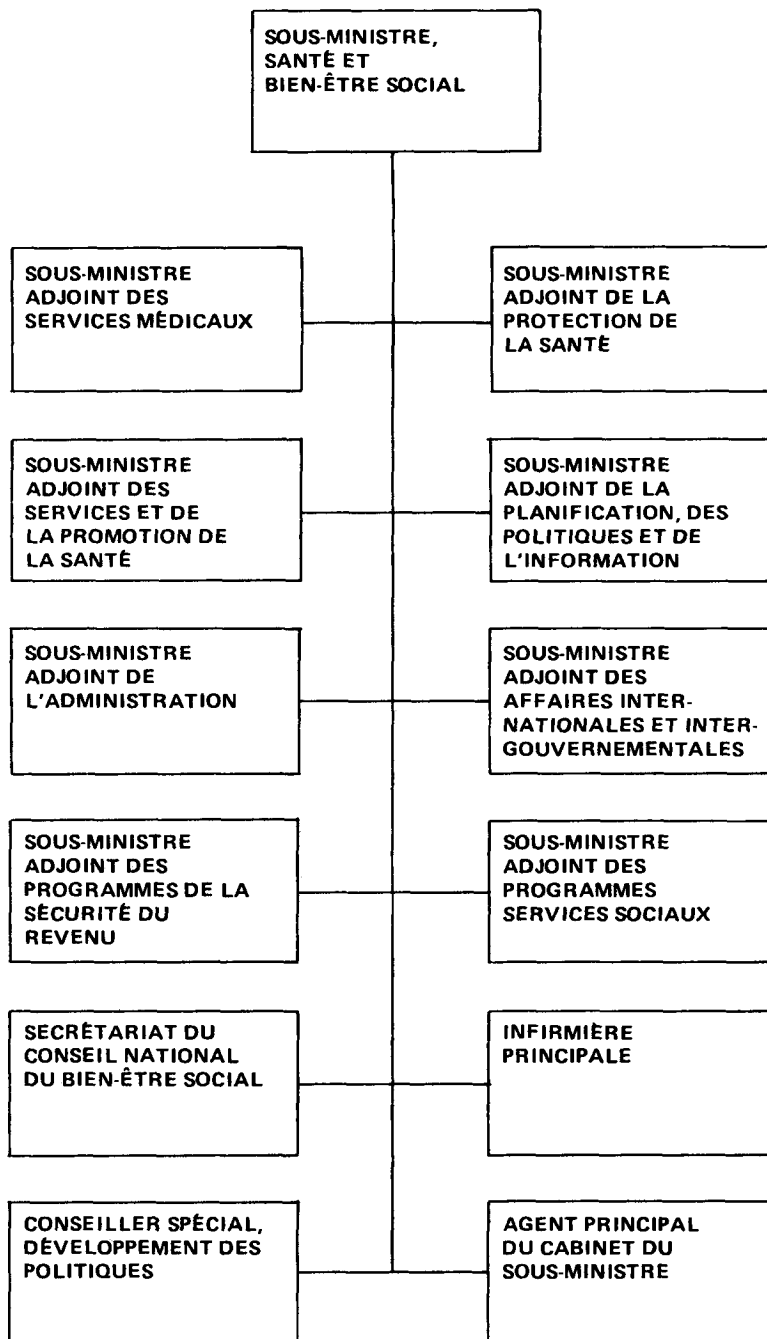 SOUS-MINISTRE,
SANTÉ ET
BIEN-ÊTRE SOCIAL
SOUS-MINISTRE
ADJOINT DES
SERVICES MÉDICAUX
SOUS-MINISTRE
ADJOINT DE LA
PROTECTION DE
LA SANTÉ
SOUS-MINISTRE
ADJOINT DES
SERVICES ET DE
LA PROMOTION DE
LA SANTÉ
SOUS-MINISTRE
ADJOINT DE LA
PLANIFICATION, DES
POLITIQUES ET DE
L'INFORMATION
SOUS-MINISTRE
ADJOINT DE
L'ADMINISTRATION
SOUS-MINISTRE
ADJOINT DES
AFFAIRES INTER-
NATIONALES ET INTER-
GOUVERNEMENTALES
SOUS-MINISTRE
ADJOINT DES
PROGRAMMES DE LA
SÉCURITÉ DU
REVENU
SOUS-MINISTRE
ADJOINT DES
PROGRAMMES
SERVICES SOCIAUX
SECRÉTARIAT DU
CONSEIL NATIONAL
DU BIEN-ÊTRE SOCIAL
INFIRMIÈRE
PRINCIPALE
CONSEILLER SPÉCIAL,
DÉVELOPPEMENT DES
POLITIQUES
AGENT PRINCIPAL
DU CABINET DU
SOUS-MINISTRE